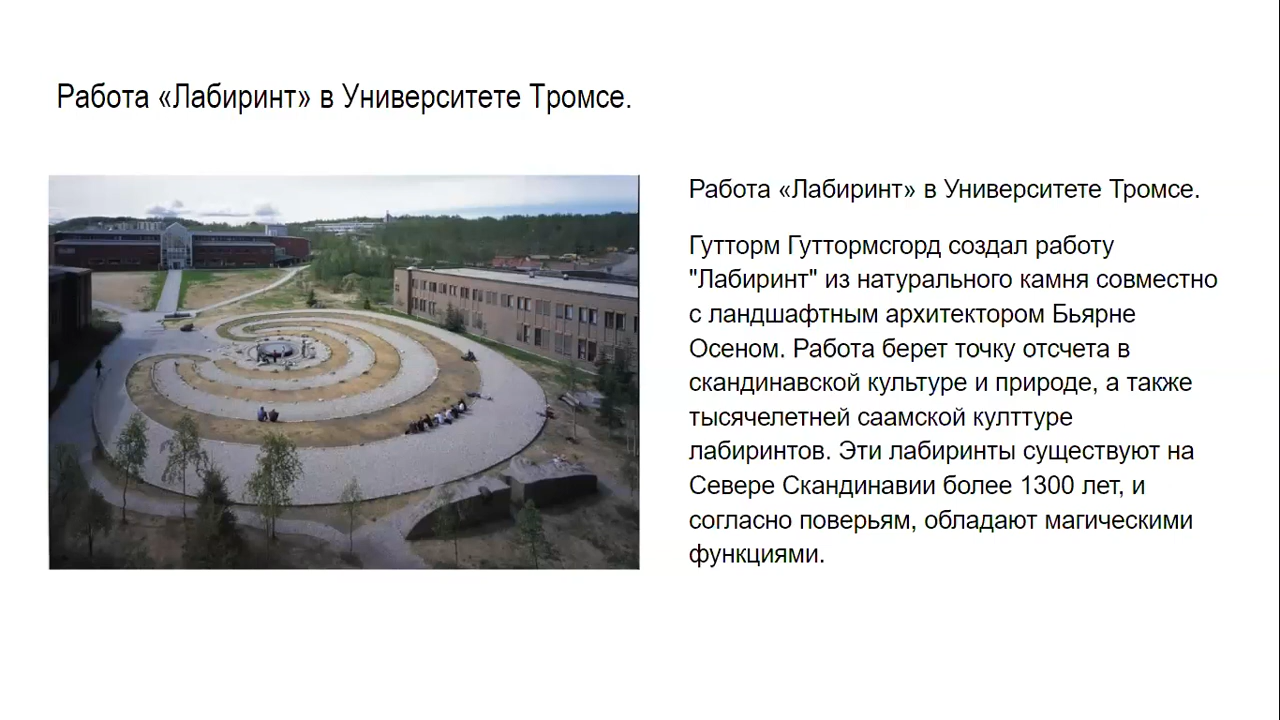 Работа «Лабиринт» в Университете Тромсе.
Работа «Лабиринт» в Университете Тромсе.
Гутторм Гуттормсгорд создал работу
"Лабиринт" из натурального камня совместно
с ландшафтным архитектором Бьярне
Осеном. Работа берет точку отсчета в
скандинавской культуре и природе, а также
тысячелетней саамской култтуре
лабиринтов. Эти лабиринты существуют на
Севере Скандинавии более 1300 лет, и
согласно поверьям, обладают магическими
функциями.